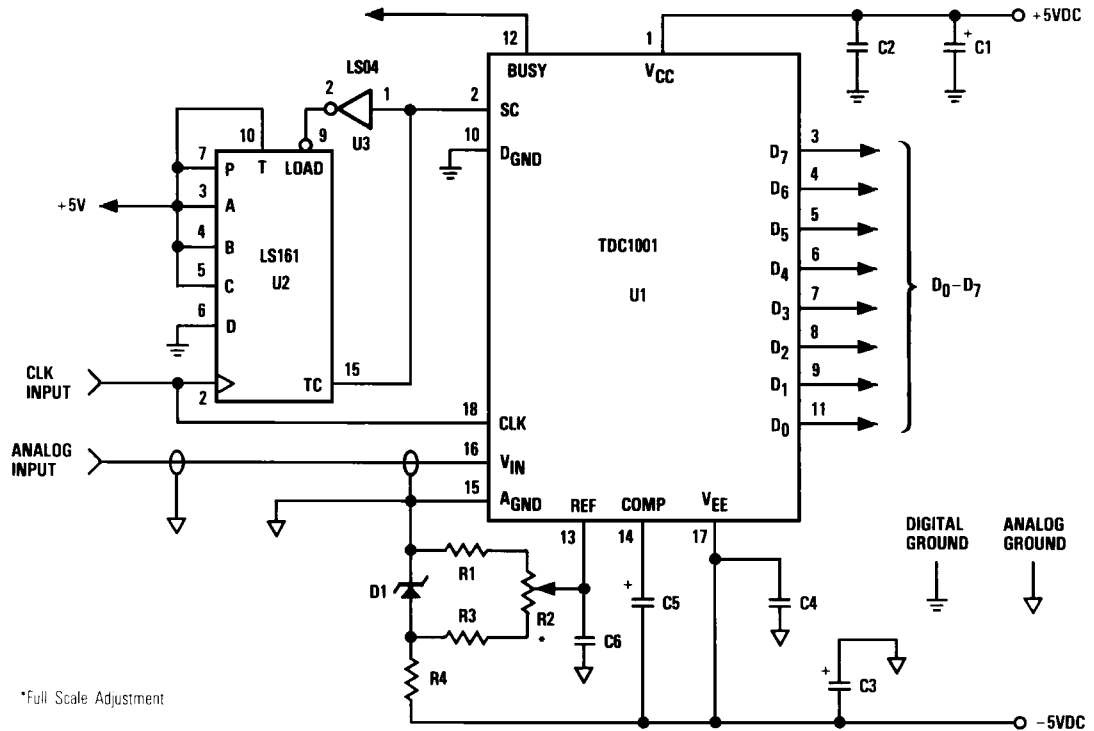 +5VDC
12
1
C2
+
C1
BUSY
VCC
LS04
2
1
2
SC
U3
10
9
10
DGND
7
P
T
LOAD
D7
3
3
A
D6
4
+5V
4
B
LS161
TDC1001
D5
5
5
C
U2
U1
D4
6
D0–D7
6
D
D3
7
D2
8
CLK
INPUT
TC
15
D1
9
2
18
CLK
D0
11
ANALOG
INPUT
16
VIN
15
AGND
REF
COMP
VEE
13
14
17
DIGITAL
GROUND
ANALOG
GROUND
R1
D1
+
C5
C4
R3
R2
*
C6
R4
+
C3
*Full Scale Adjustment
–5VDC